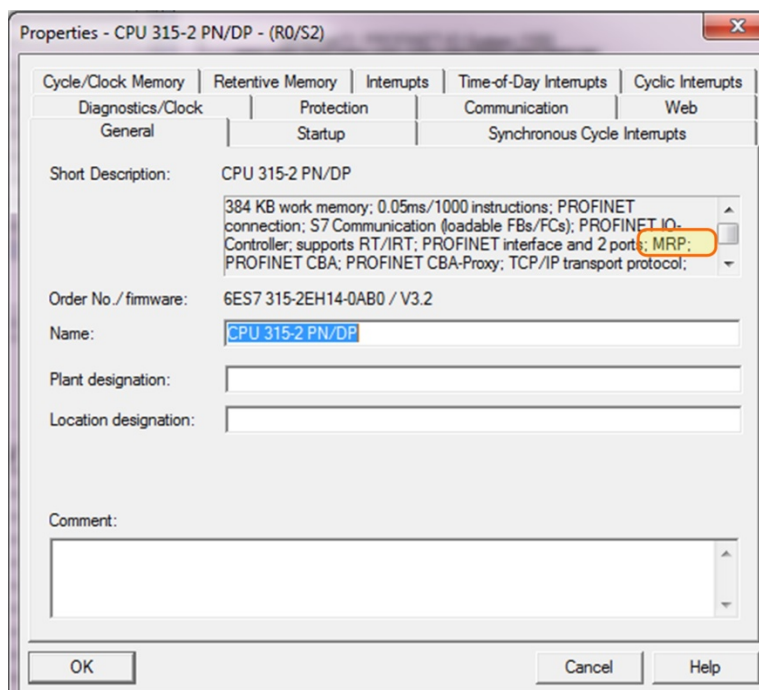 Properties - CPU 315-2 PN/DP - (R0/S2)
Cycle/Clock Memory
Retentive Memory
Interrupts
Time-of-Day Interrupts
Cyclic Interrupts
Diagnostics/Clock
Protection
Communication
Web
General
Startup
Synchronous Cycle Interrupts
Short Description:
CPU 315-2 PN/DP
384 KB work memory; 0.05ms/1000 instructions; PROFINET
connection; S7 Communication (loadable FBs/FCs); PROFINET IO-
Controller; supports RT/IRT; PROFINET interface and 2 ports; MRP;
PROFINET CBA; PROFINET CBA-Proxy; TCP/IP transport protocol;
Order No./ firmware:
6ES7 315-2EH14-0AB0 / V3.2
Name:
CPU 315-2 PN/DP
Plant designation:
Location designation:
Comment:
OK
Cancel
Help